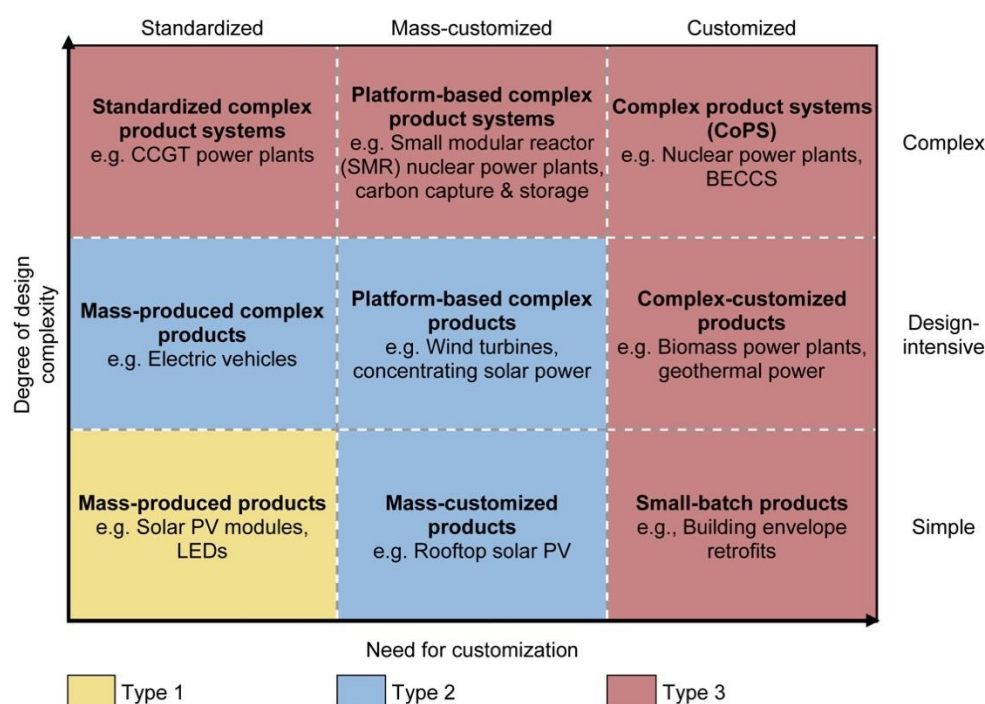 Standardized
Mass-customized
Customized
Standardized complex
product systems
e.g. CCGT power plants
Platform-based complex
product systems
e.g. Small modular reactor
(SMR) nuclear power plants,
carbon capture & storage
Complex product systems
(CoPS)
e.g. Nuclear power plants,
BECCS
Complex
Degree of design
complexity
Mass-produced complex
products
e.g. Electric vehicles
Platform-based complex
products
e.g. Wind turbines,
concentrating solar power
Complex-customized
products
e.g. Biomass power plants,
geothermal power
Design-
intensive
Mass-produced products
e.g. Solar PV modules,
LEDs
Mass-customized
products
e.g. Rooftop solar PV
Small-batch products
e.g., Building envelope
retrofits
Simple
Need for customization
Type 1
Type 2
Type 3